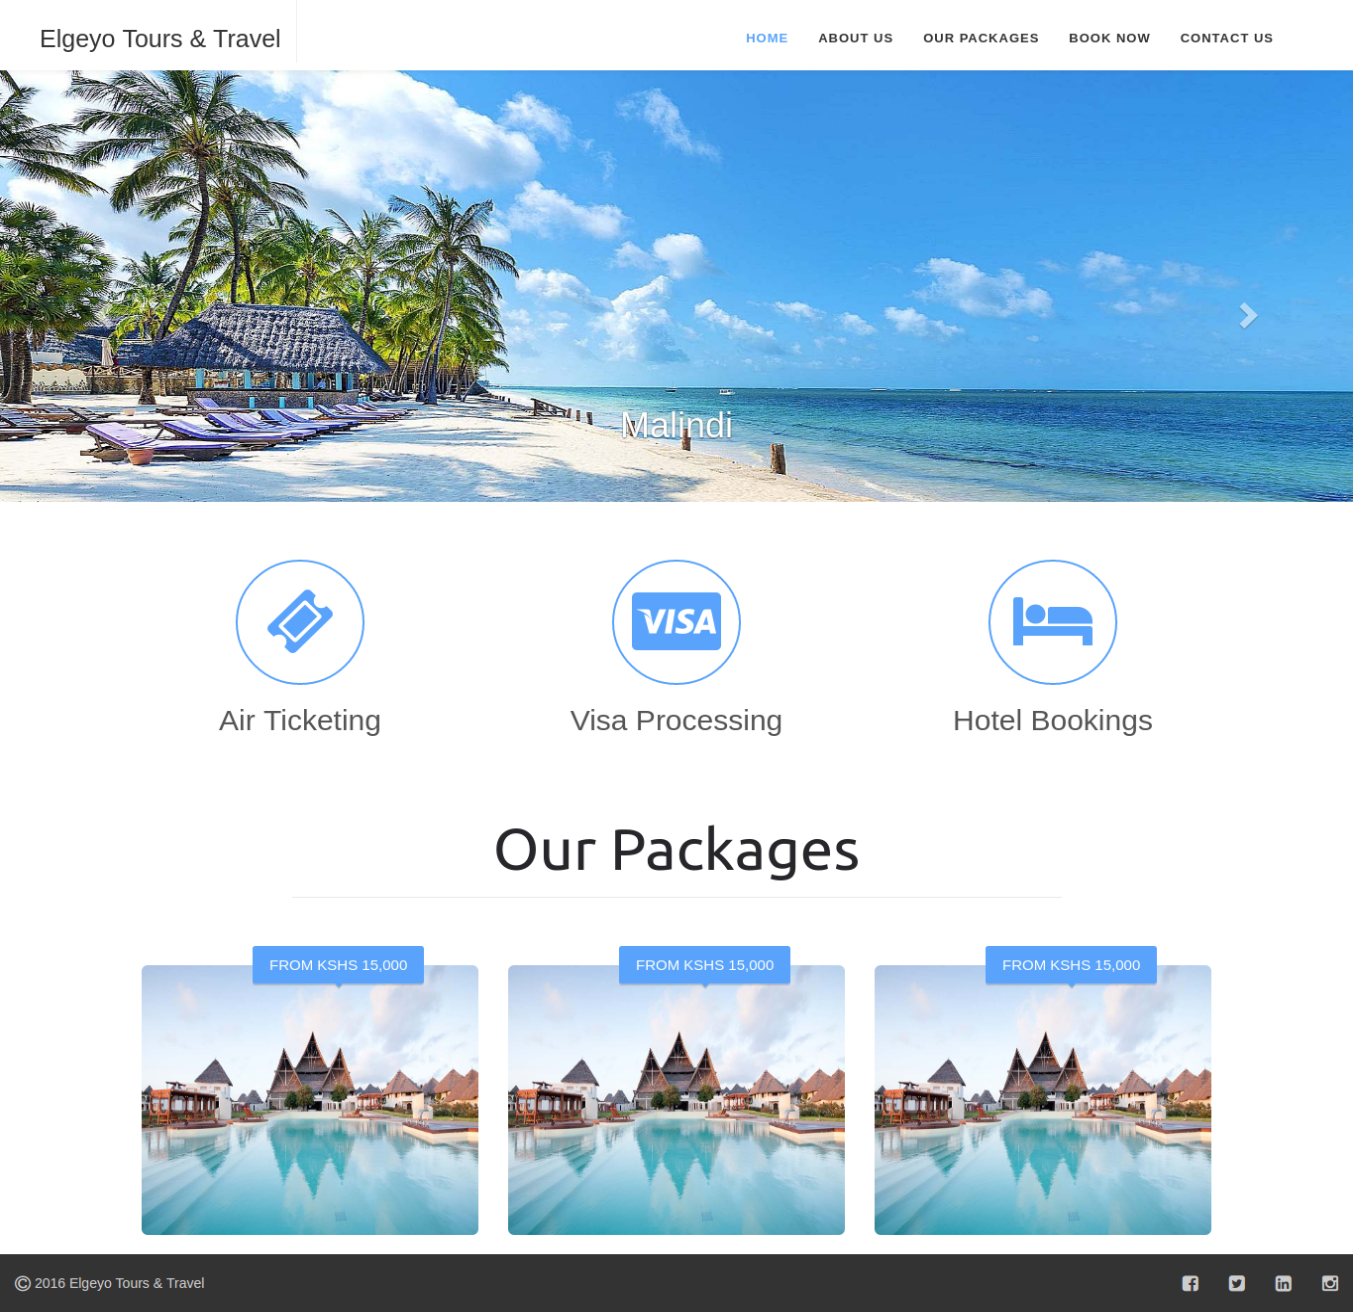 Elgeyo Tours & Travel
HOME ABOUT US OUR PACKAGES BOOK NOW CONTACT US
Malindi
VISA
Air Ticketing Visa Processing Hotel Bookings
Our Packages
FROM KSHS 15,000 FROM KSHS 15,000 FROM KSHS 15,000
© 2016 Elgeyo Tours & Travel